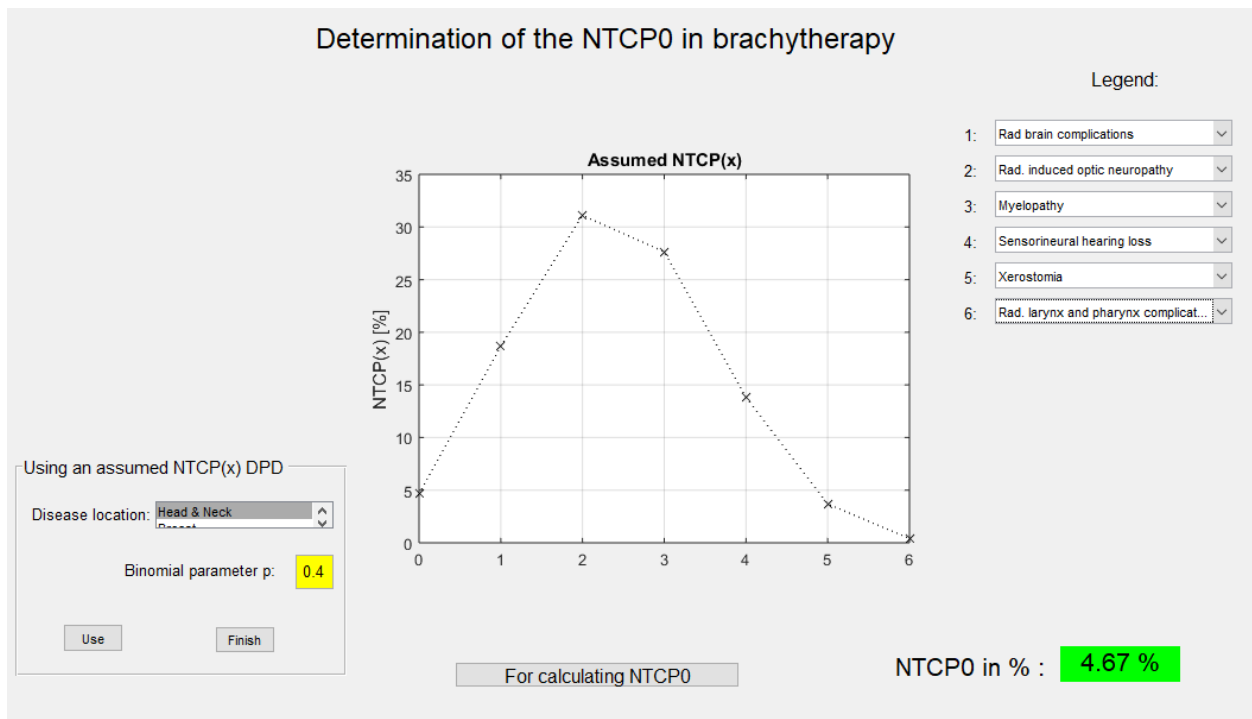 Determination of the NTCP0 in brachytherapy
Legend:
1: Rad brain complications
2: Rad. induced optic neuropathy
3: Myelopathy
4: Sensorineural hearing loss
5: Xerostomia
6: Rad. larynx and pharynx complicat...
Assumed NTCP(x)
NTCP(x) [%]
35
30
25
20
15
10
5
0
0 1 2 3 4 5 6
Using an assumed NTCP(x) DPD
Disease location: Head & Neck
Binomial parameter p: 0.4
Use Finish
For calculating NTCP0
NTCP0 in % : 4.67 %